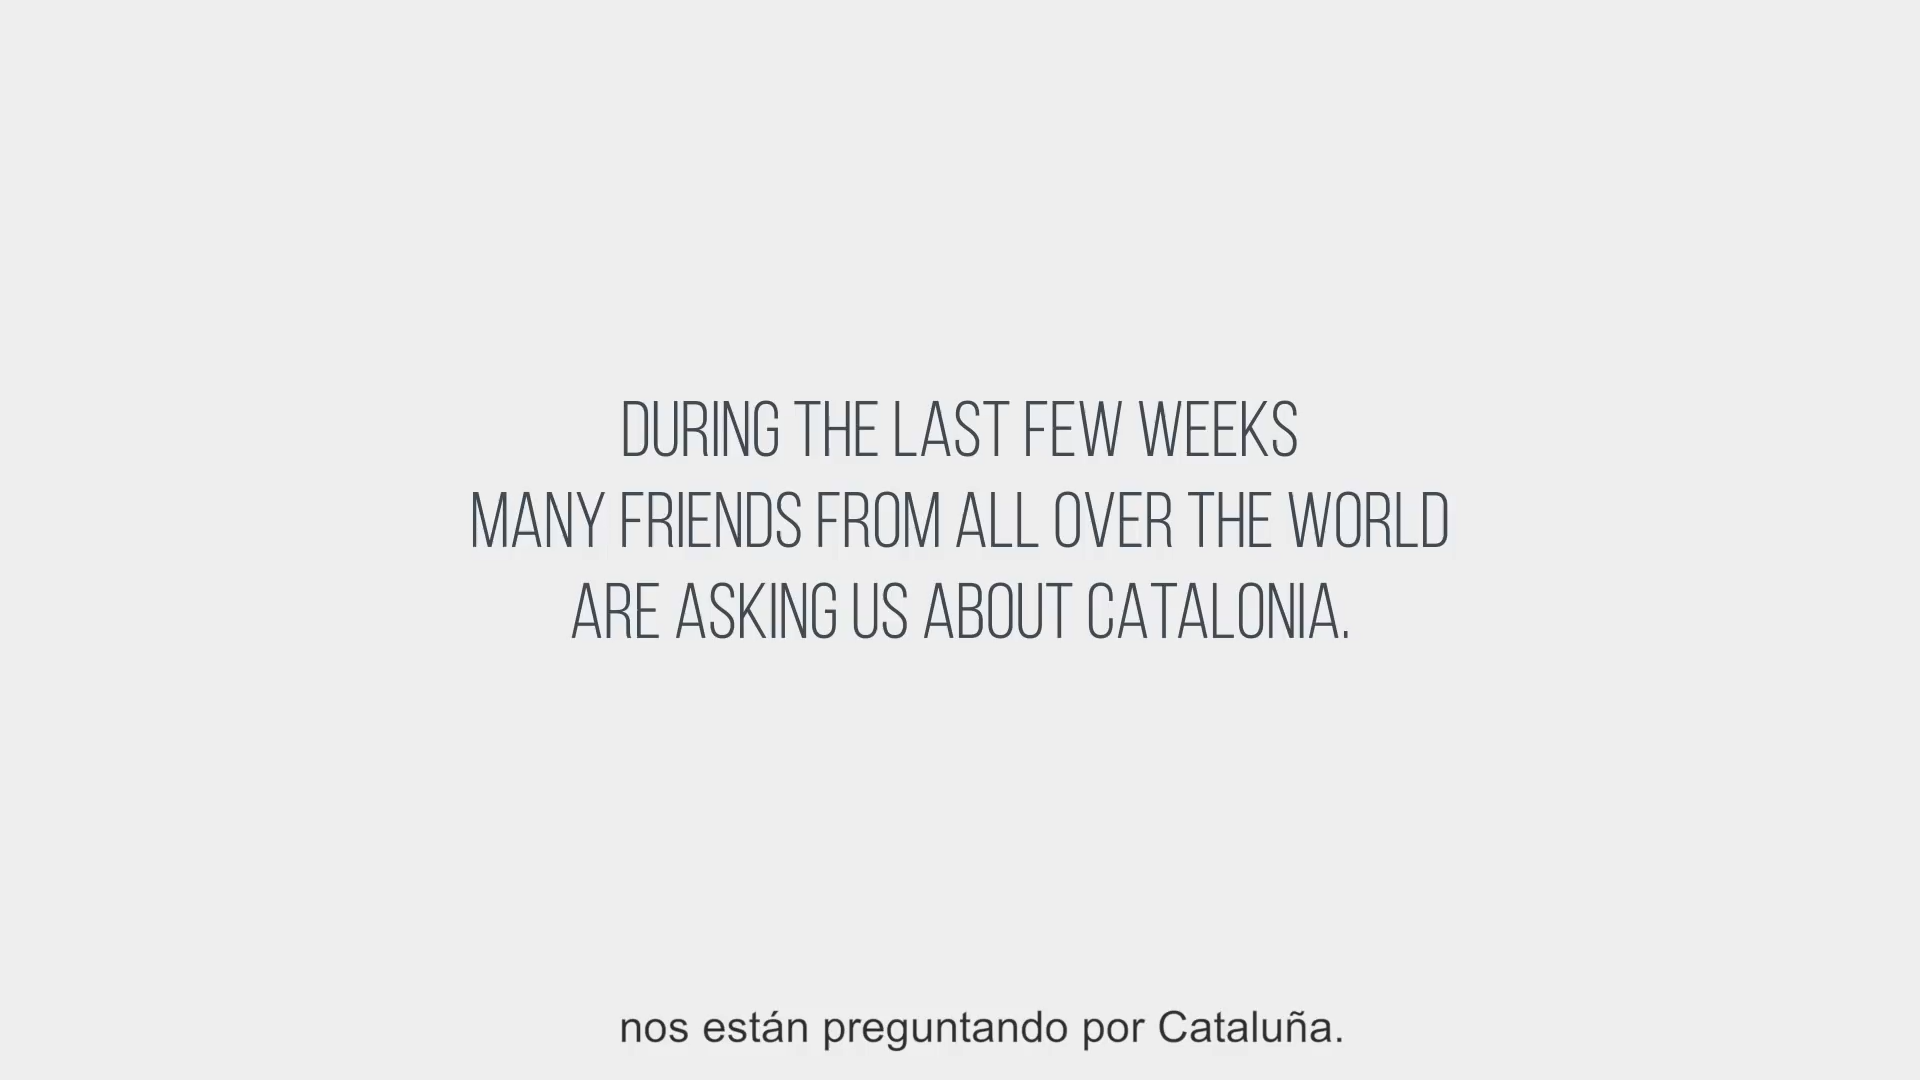 DURING THE LAST FEW WEEKS
MANY FRIENDS FROM ALL OVER THE WORLD
ARE ASKING US ABOUT CATALONIA.
nos están preguntando por Cataluña.